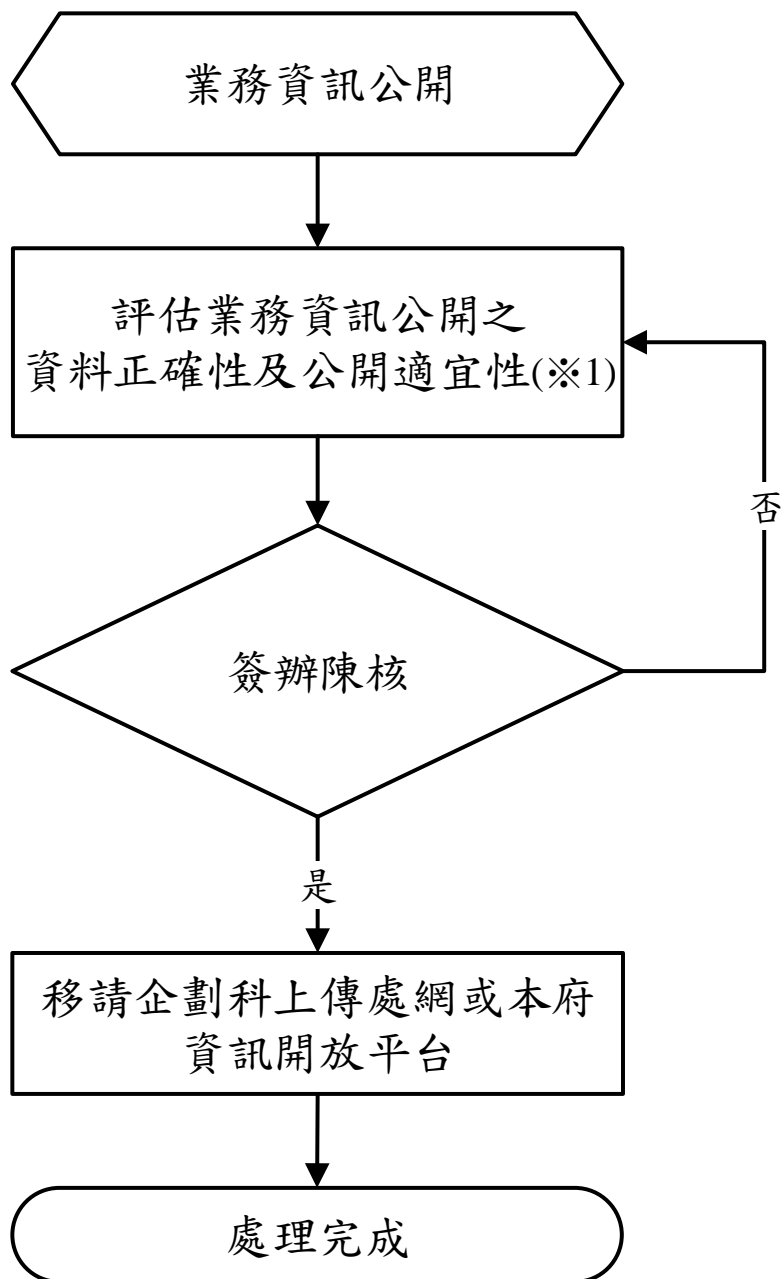 業務資訊公開
評估業務資訊公開之
資料正確性及公開適宜性(※1)
否
簽辦陳核
是
移請企劃科上傳處網或本府
資訊開放平台
處理完成